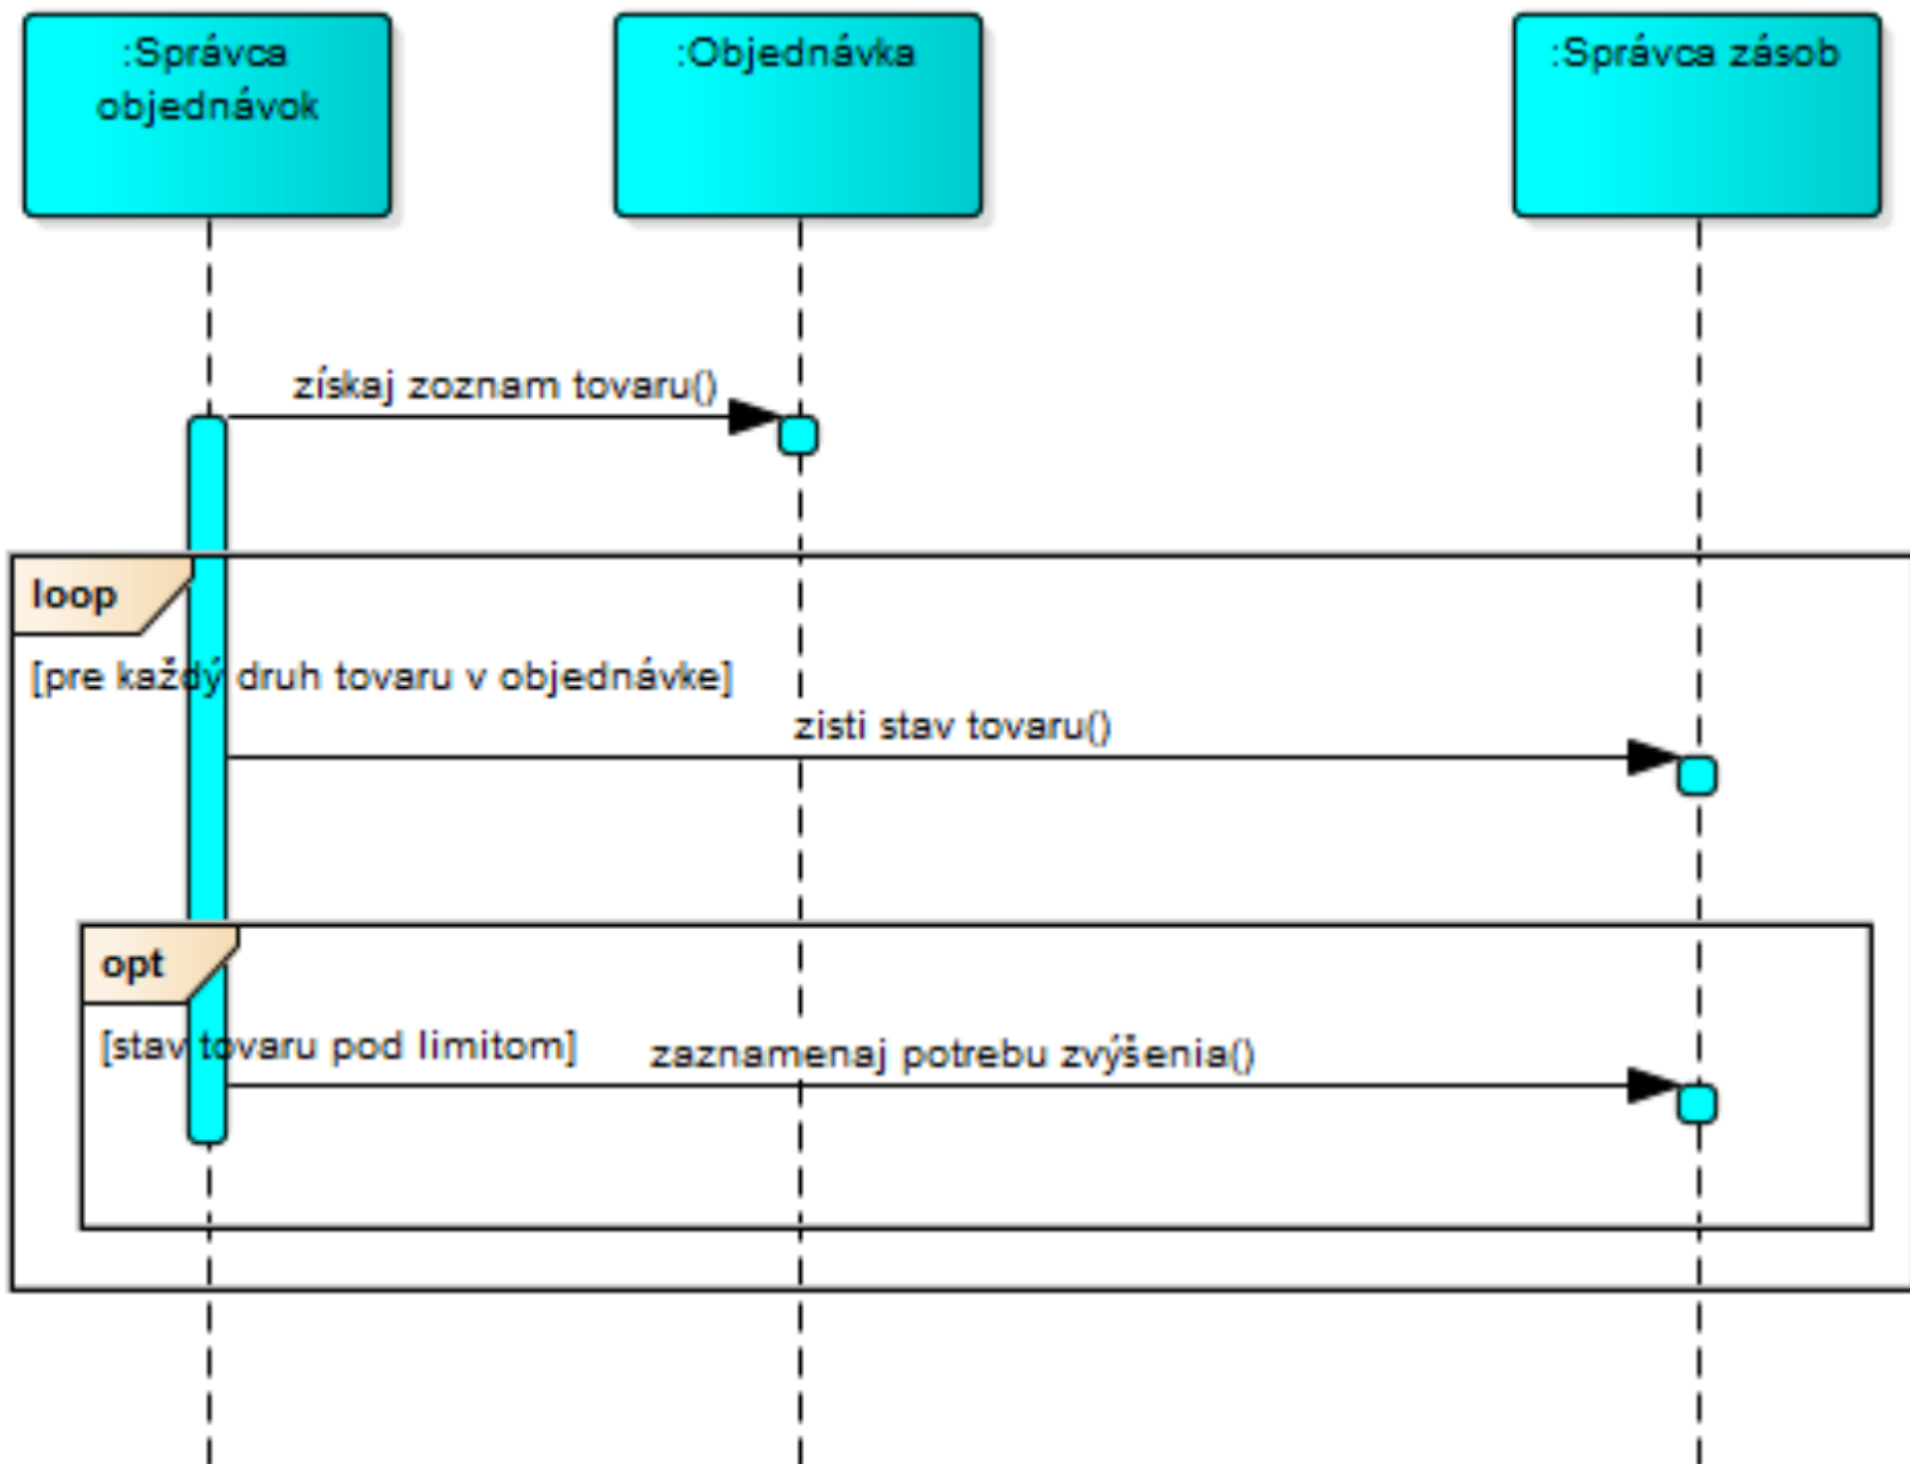 :Správca
objednávok
:Objednávka
:Správca zásob
získaj zoznam tovaru()
loop
[pre každý druh tovaru v objednávke]
zisti stav tovaru()
opt
[stav tovaru pod limitom]
zaznamenaj potrebu zvýšenia()